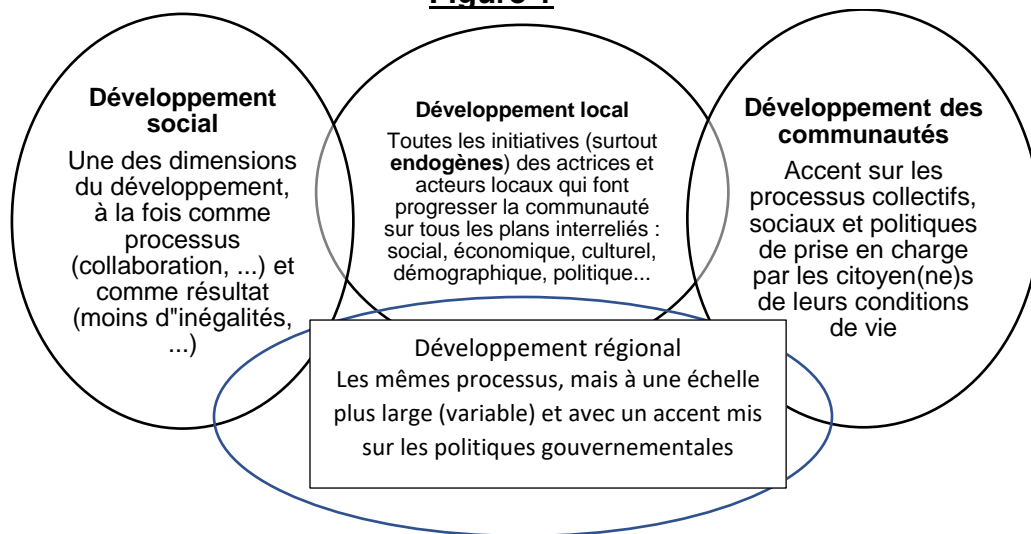 Développement
social
Une des dimensions
du développement,
à la fois comme
processus
(collaboration, ...) et
comme résultat
(moins d"inégalités,
...)
Développement local
Toutes les initiatives (surtout
endogènes) des actrices et
acteurs locaux qui font
progresser la communauté
sur tous les plans interreliés :
social, économique, culturel,
démographique, politique...
Développement des
communautés
Accent sur les
processus collectifs,
sociaux et politiques
de prise en charge
par les citoyen(ne)s
de leurs conditions
de vie
Développement régional
Les mêmes processus, mais à une échelle
plus large (variable) et avec un accent mis
sur les politiques gouvernementales